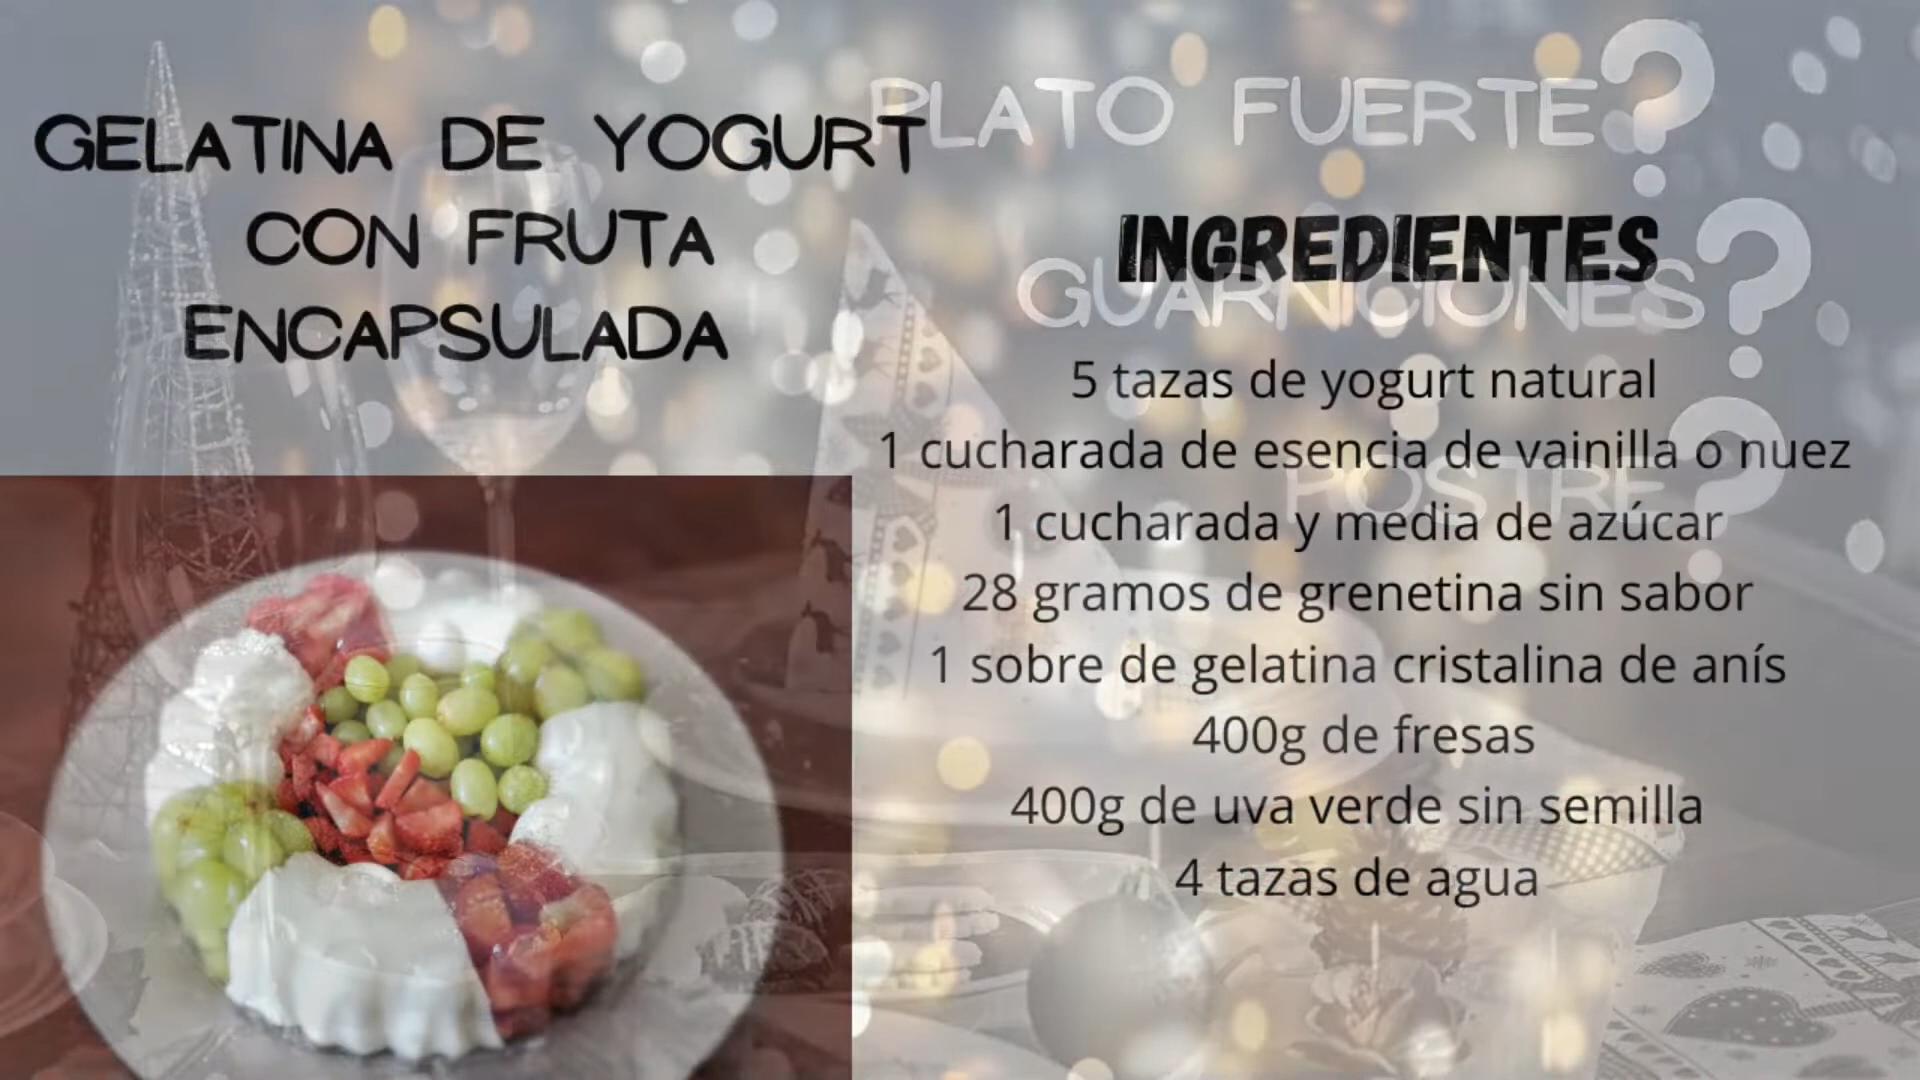 GELATINA DE YOGURT
CON FRUTA
ENCAPSULADA
PLATO FUERTE?
INGREDIENTES
GUARNICIONES?
5 tazas de yogurt natural
1 cucharada de esencia de vainilla o nuez
POSTRE?
1 cucharada y media de azúcar
28 gramos de grenetina sin sabor
1 sobre de gelatina cristalina de anís
400g de fresas
400g de uva verde sin semilla
4 tazas de agua